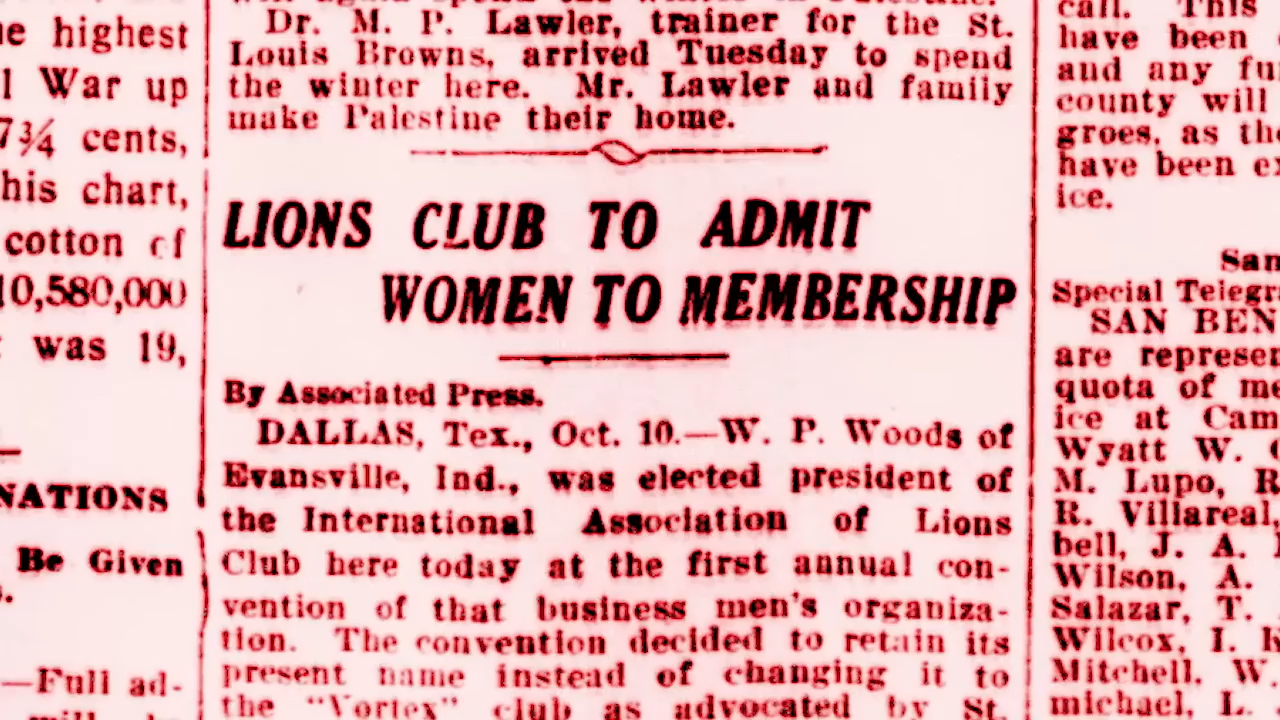 e highest
l War up
7¾ cents,
his chart,
cotton of
10,580,000
was 19,
NATIONS
Be Given
s.
—Full ad-
Dr. M. P. Lawler, trainer for the St.
Louis Browns, arrived Tuesday to spend
the winter here. Mr. Lawler and family
make Palestine their home.
LIONS CLUB TO ADMIT
WOMEN TO MEMBERSHIP
By Associated Press.
DALLAS, Tex., Oct. 10.—W. P. Woods of
Evansville, Ind., was elected president of
the International Association of Lions
Club here today at the first annual con-
vention of that business men's organiza-
tion. The convention decided to retain its
present name instead of changing it to
the "Vortex" club as advocated by St.
call. This
have been
and any fu
county will
groes, as the
have been ex
ice.
San
Special Telegr
SAN BEN
are represen
quota of me
ice at Cam
Wyatt W.
M. Lupo, R
R. Villareal,
bell, J. A.
Wilson, A.
Salazar, T.
Wilcox, I. K
Mitchell, W.
michael, L.